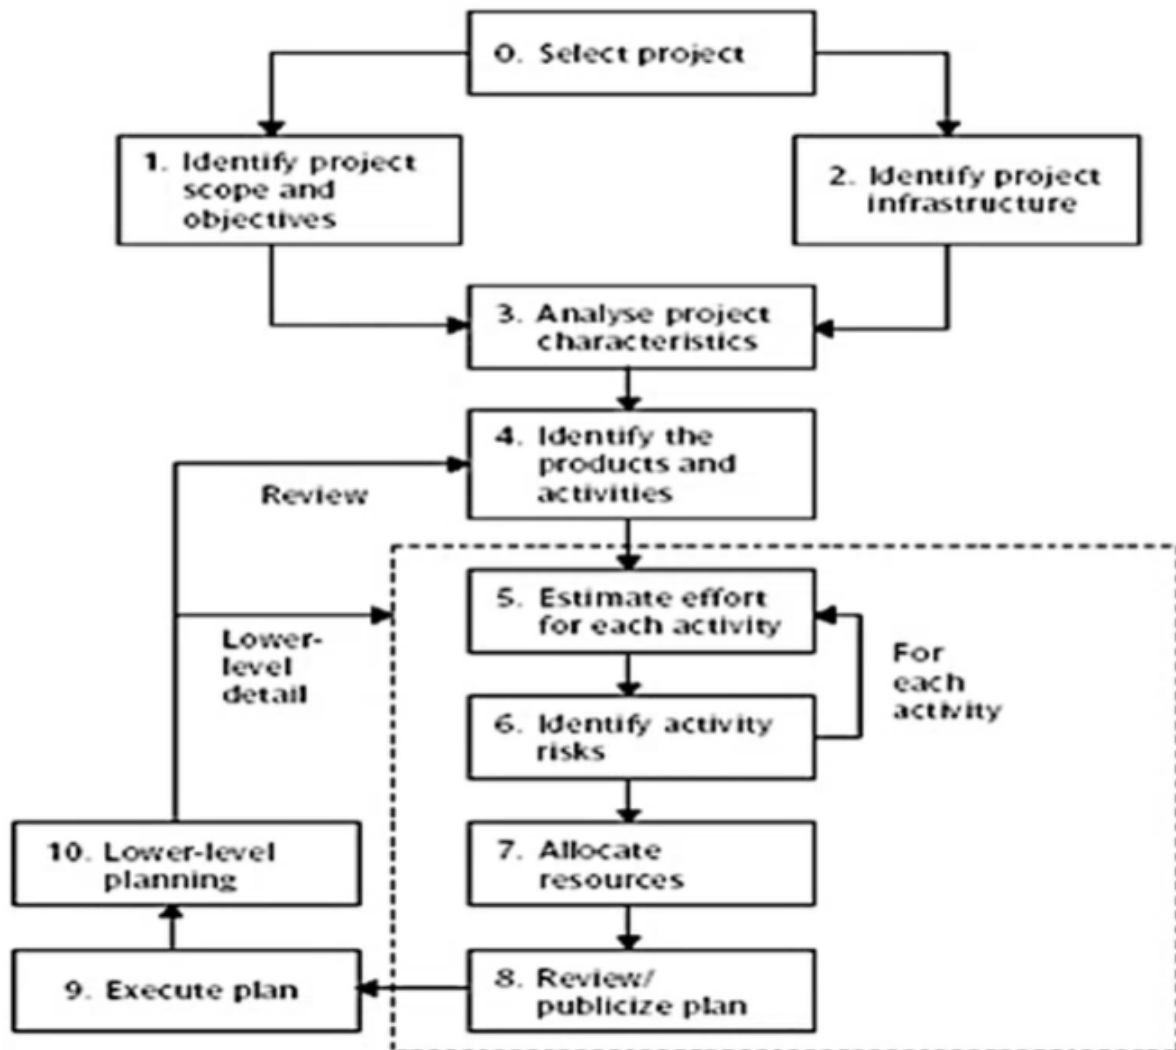 0. Select project
1. Identify project
scope and
objectives
2. Identify project
infrastructure
3. Analyse project
characteristics
4. Identify the
products and
activities
Review
5. Estimate effort
for each activity
Lower-
level
detail
For
each
activity
6. Identify activity
risks
7. Allocate
resources
10. Lower-level
planning
8. Review/
publicize plan
9. Execute plan